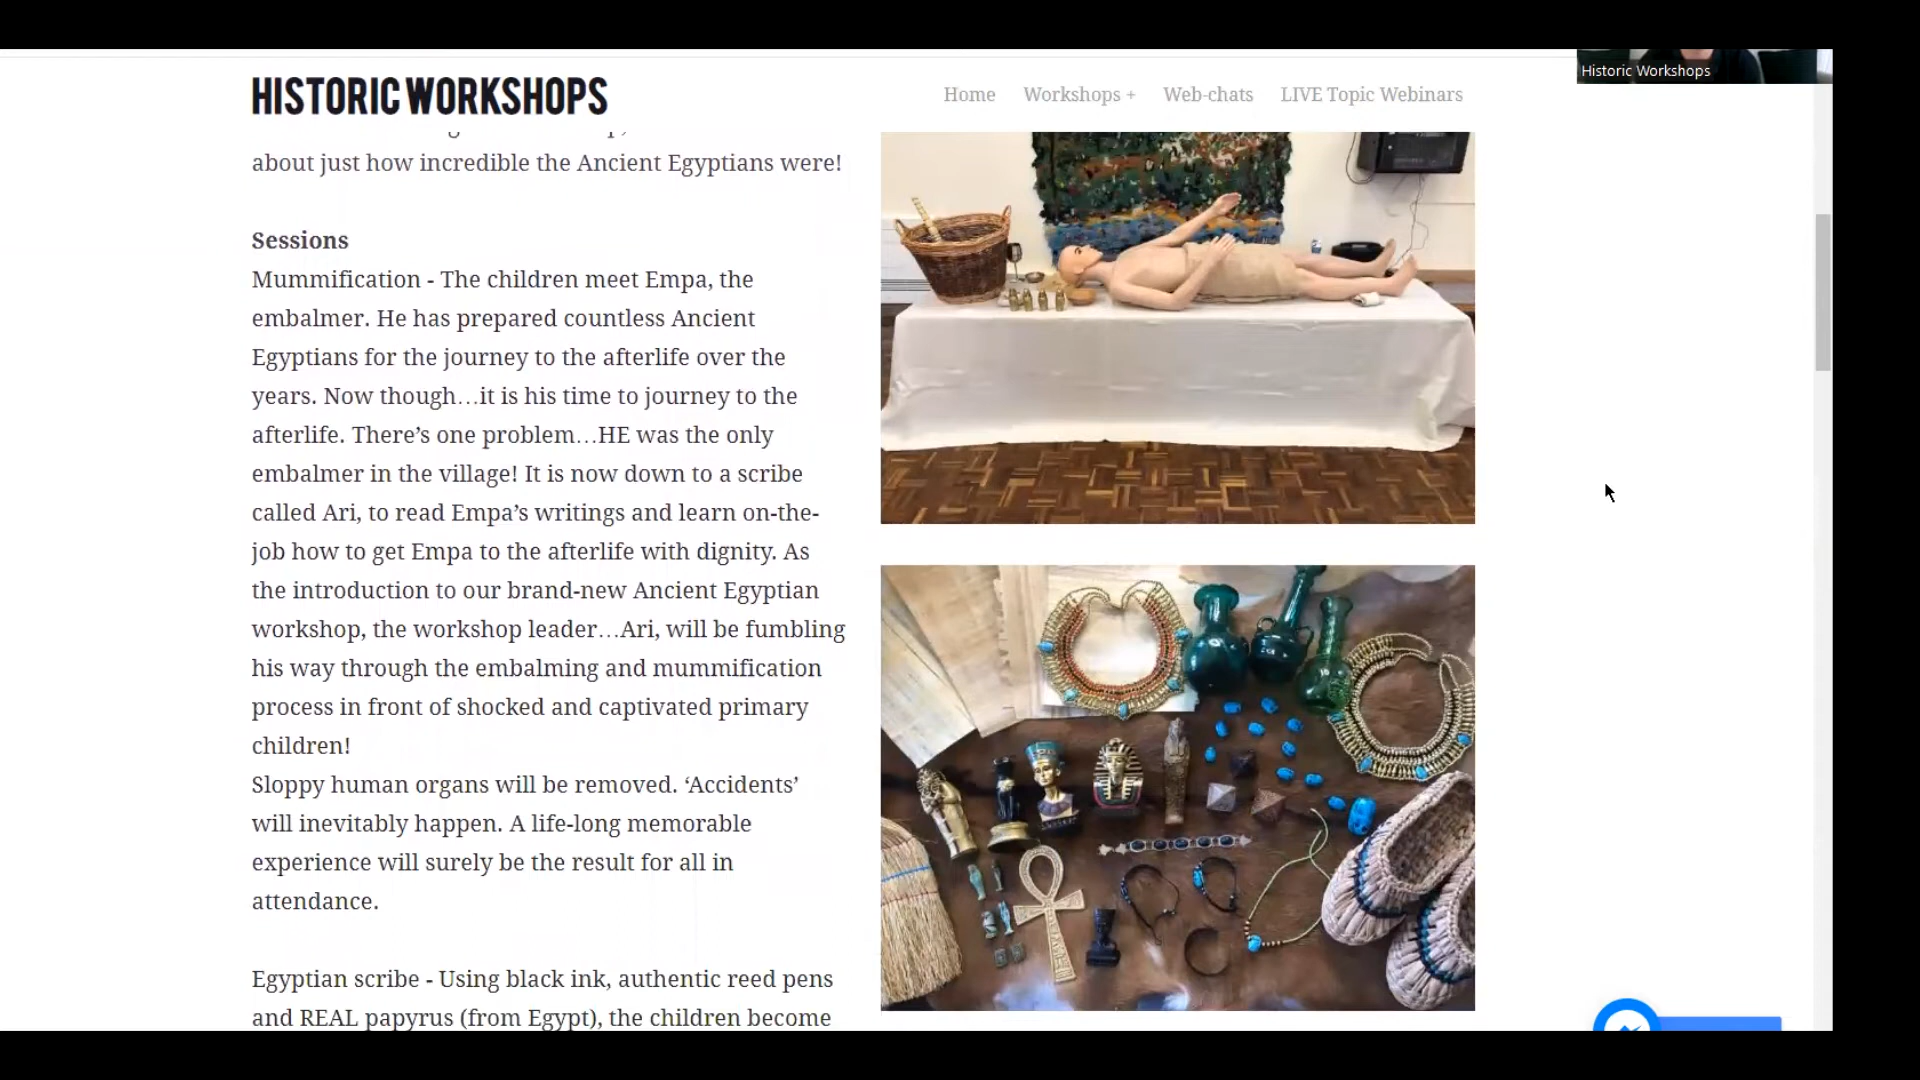 Historic Workshops
HISTORIC WORKSHOPS
Home Workshops + Web-chats LIVE Topic Webinars
about just how incredible the Ancient Egyptians were!
Sessions
Mummification - The children meet Empa, the
embalmer. He has prepared countless Ancient
Egyptians for the journey to the afterlife over the
years. Now though…it is his time to journey to the
afterlife. There’s one problem…HE was the only
embalmer in the village! It is now down to a scribe
called Ari, to read Empa’s writings and learn on-the-
job how to get Empa to the afterlife with dignity. As
the introduction to our brand-new Ancient Egyptian
workshop, the workshop leader…Ari, will be fumbling
his way through the embalming and mummification
process in front of shocked and captivated primary
children!
Sloppy human organs will be removed. ‘Accidents’
will inevitably happen. A life-long memorable
experience will surely be the result for all in
attendance.
Egyptian scribe - Using black ink, authentic reed pens
and REAL papyrus (from Egypt), the children become